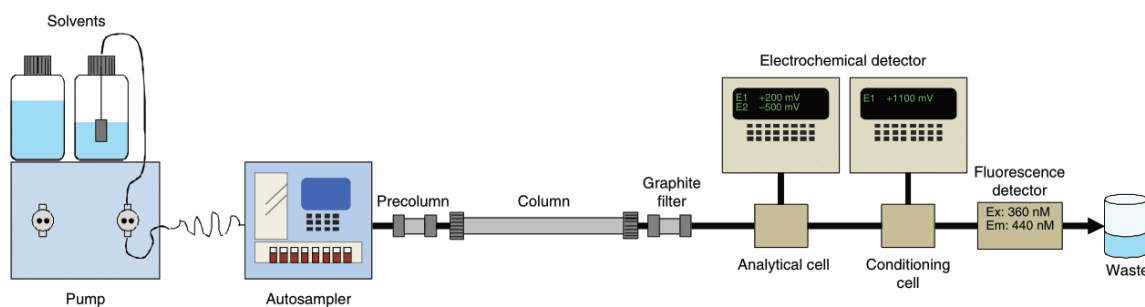 Solvents
Electrochemical detector
E1 +200 mV
E2 –500 mV
E1 +1100 mV
Fluorescence
detector
Ex: 360 nM
Em: 440 nM
Precolumn
Column
Graphite
filter
Analytical cell
Conditioning
cell
Waste
Pump
Autosampler